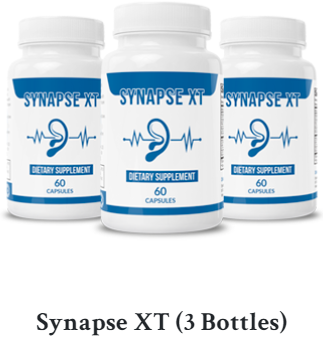 SYNAPSE XT
DIETARY SUPPLEMENT
60
CAPSULES
SYNAPSE XT
DIETARY SUPPLEMENT
60
CAPSULES
SYNAPSE XT
DIETARY SUPPLEMENT
60
CAPSULES
Synapse XT (3 Bottles)